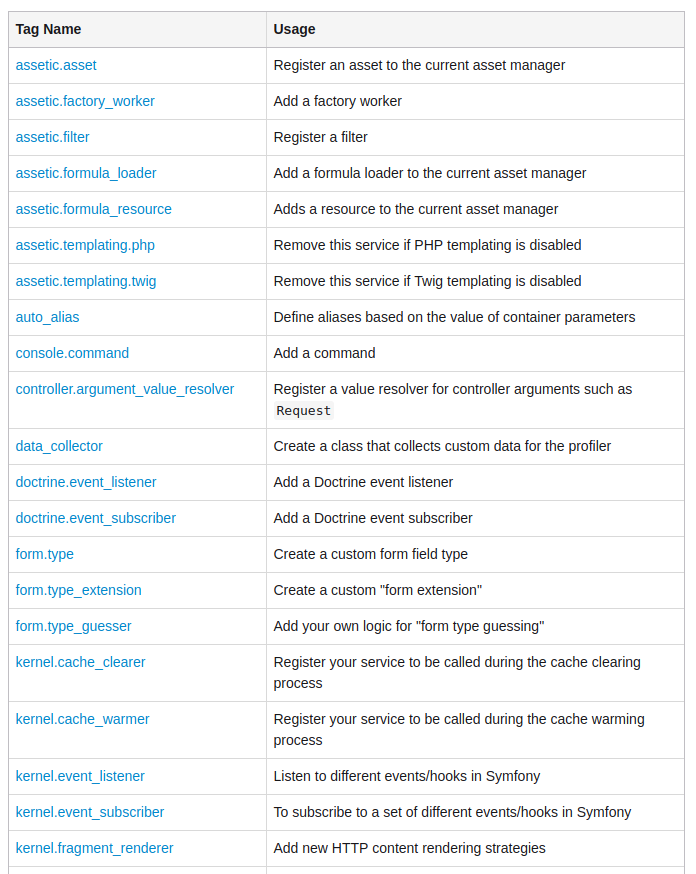 Tag Name Usage
assetic.asset Register an asset to the current asset manager
assetic.factory_worker Add a factory worker
assetic.filter Register a filter
assetic.formula_loader Add a formula loader to the current asset manager
assetic.formula_resource Adds a resource to the current asset manager
assetic.templating.php Remove this service if PHP templating is disabled
assetic.templating.twig Remove this service if Twig templating is disabled
auto_alias Define aliases based on the value of container parameters
console.command Add a command
controller.argument_value_resolver Register a value resolver for controller arguments such as
Request
data_collector Create a class that collects custom data for the profiler
doctrine.event_listener Add a Doctrine event listener
doctrine.event_subscriber Add a Doctrine event subscriber
form.type Create a custom form field type
form.type_extension Create a custom "form extension"
form.type_guesser Add your own logic for "form type guessing"
kernel.cache_clearer Register your service to be called during the cache clearing
process
kernel.cache_warmer Register your service to be called during the cache warming
process
kernel.event_listener Listen to different events/hooks in Symfony
kernel.event_subscriber To subscribe to a set of different events/hooks in Symfony
kernel.fragment_renderer Add new HTTP content rendering strategies